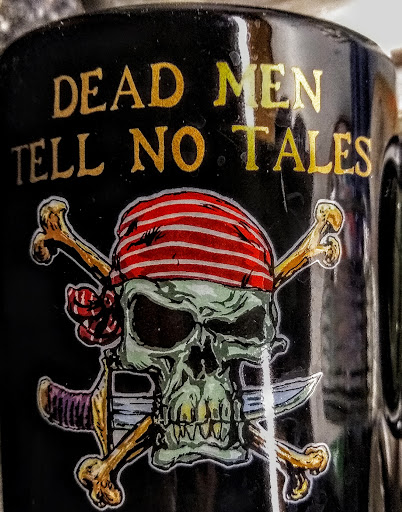 DEAD MEN
TELL NO TALES